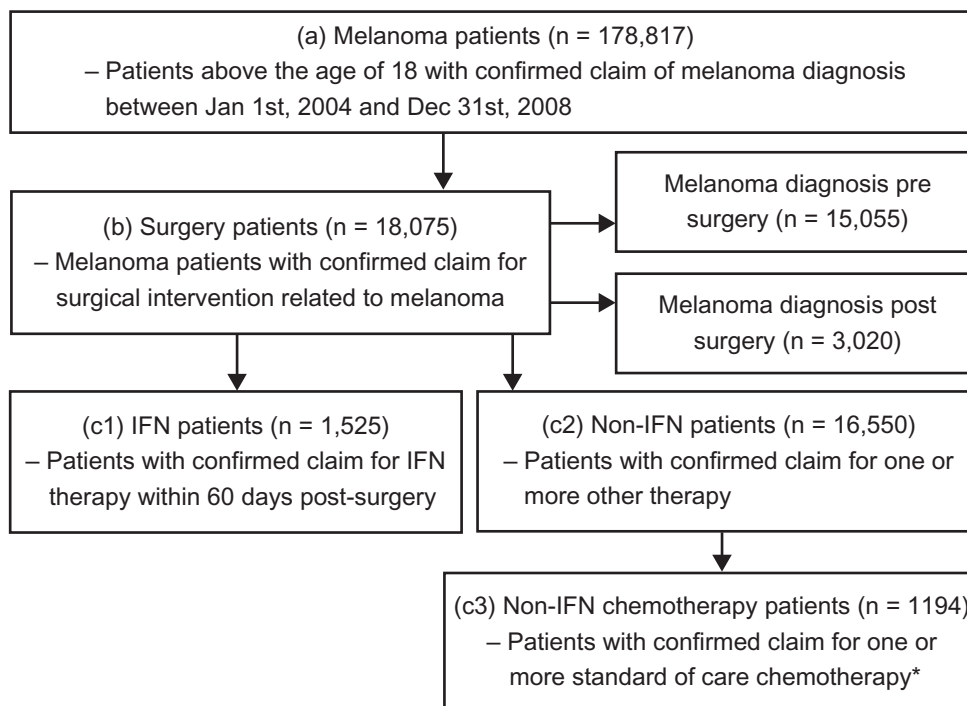 (a) Melanoma patients (n = 178,817)
– Patients above the age of 18 with confirmed claim of melanoma diagnosis
between Jan 1st, 2004 and Dec 31st, 2008
Melanoma diagnosis pre
surgery (n = 15,055)
(b) Surgery patients (n = 18,075)
– Melanoma patients with confirmed claim for
surgical intervention related to melanoma
Melanoma diagnosis post
surgery (n = 3,020)
(c1) IFN patients (n = 1,525)
– Patients with confirmed claim for IFN
therapy within 60 days post-surgery
(c2) Non-IFN patients (n = 16,550)
– Patients with confirmed claim for one or
more other therapy
(c3) Non-IFN chemotherapy patients (n = 1194)
– Patients with confirmed claim for one or
more standard of care chemotherapy*